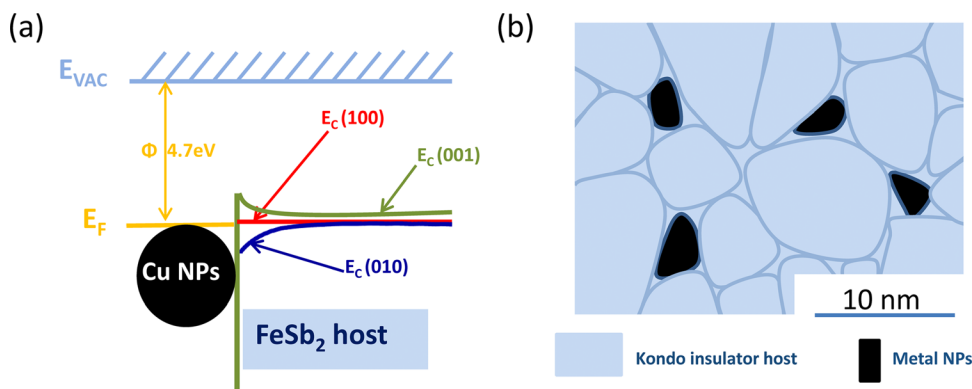 (a)
E_VAC
Φ 4.7eV
E_C (100)
E_C (001)
E_F
Cu NPs
E_C (010)
FeSb₂ host
(b)
10 nm
Kondo insulator host
Metal NPs